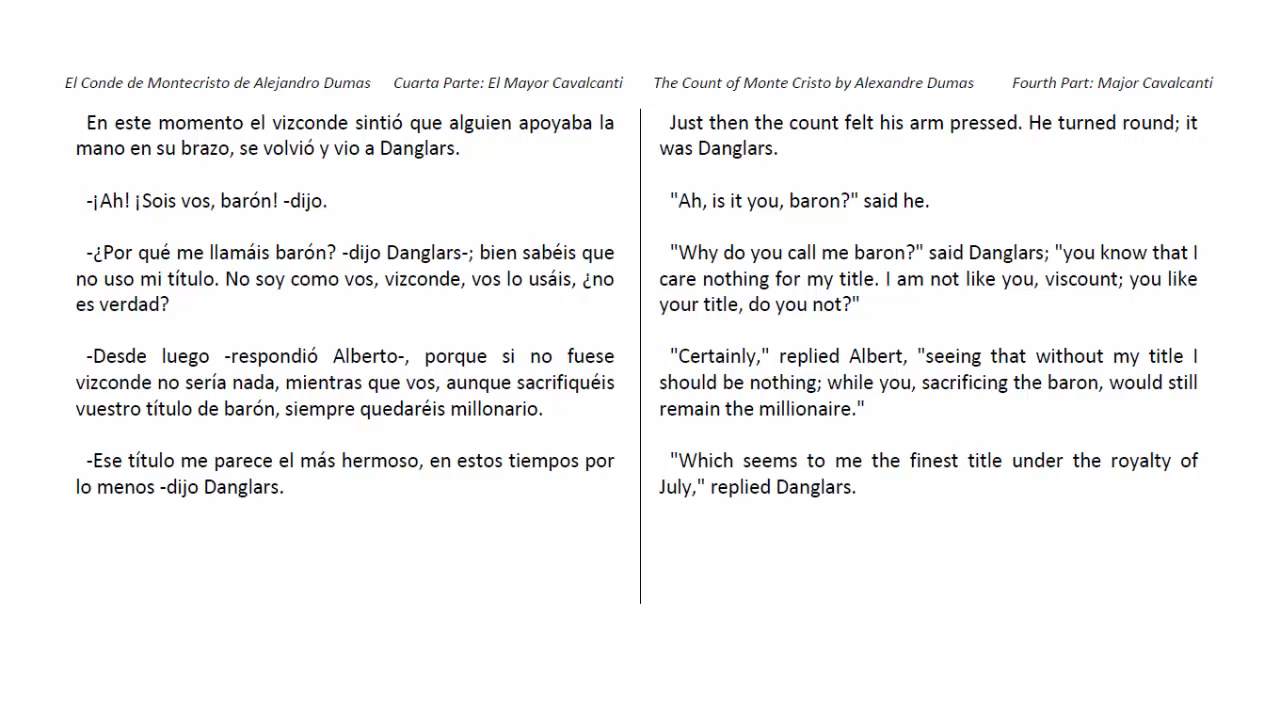 El Conde de Montecristo de Alejandro Dumas Cuarta Parte: El Mayor Cavalcanti
En este momento el vizconde sintió que alguien apoyaba la
mano en su brazo, se volvió y vio a Danglars.
-¡Ah! ¡Sois vos, barón! -dijo.
-¿Por qué me llamáis barón? -dijo Danglars-; bien sabéis que
no uso mi título. No soy como vos, vizconde, vos lo usáis, ¿no
es verdad?
-Desde luego -respondió Alberto-, porque si no fuese
vizconde no sería nada, mientras que vos, aunque sacrifiquéis
vuestro título de barón, siempre quedaréis millonario.
-Ese título me parece el más hermoso, en estos tiempos por
lo menos -dijo Danglars.
The Count of Monte Cristo by Alexandre Dumas Fourth Part: Major Cavalcanti
Just then the count felt his arm pressed. He turned round; it
was Danglars.
"Ah, is it you, baron?" said he.
"Why do you call me baron?" said Danglars; "you know that I
care nothing for my title. I am not like you, viscount; you like
your title, do you not?"
"Certainly," replied Albert, "seeing that without my title I
should be nothing; while you, sacrificing the baron, would still
remain the millionaire."
"Which seems to me the finest title under the royalty of
July," replied Danglars.